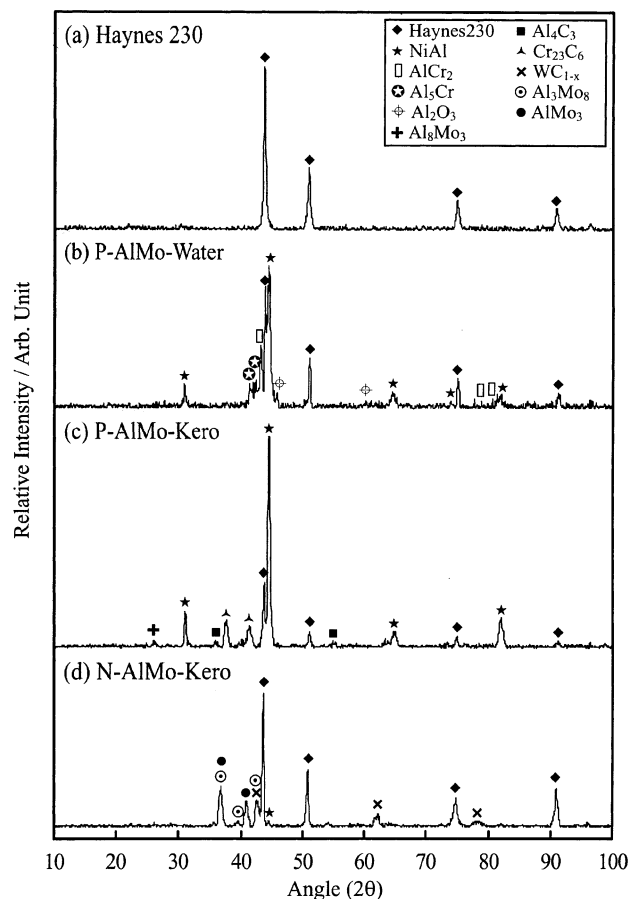 (a) Haynes 230
Haynes230
NiAl
AlCr₂
Al₅Cr
Al₂O₃
Al₈Mo₃
Al₄C₃
Cr₂₃C₆
WC₁₋ₓ
Al₃Mo₈
AlMo₃
(b) P-AlMo-Water
(c) P-AlMo-Kero
(d) N-AlMo-Kero
Relative Intensity / Arb. Unit
10 20 30 40 50 60 70 80 90 100
Angle (2θ)